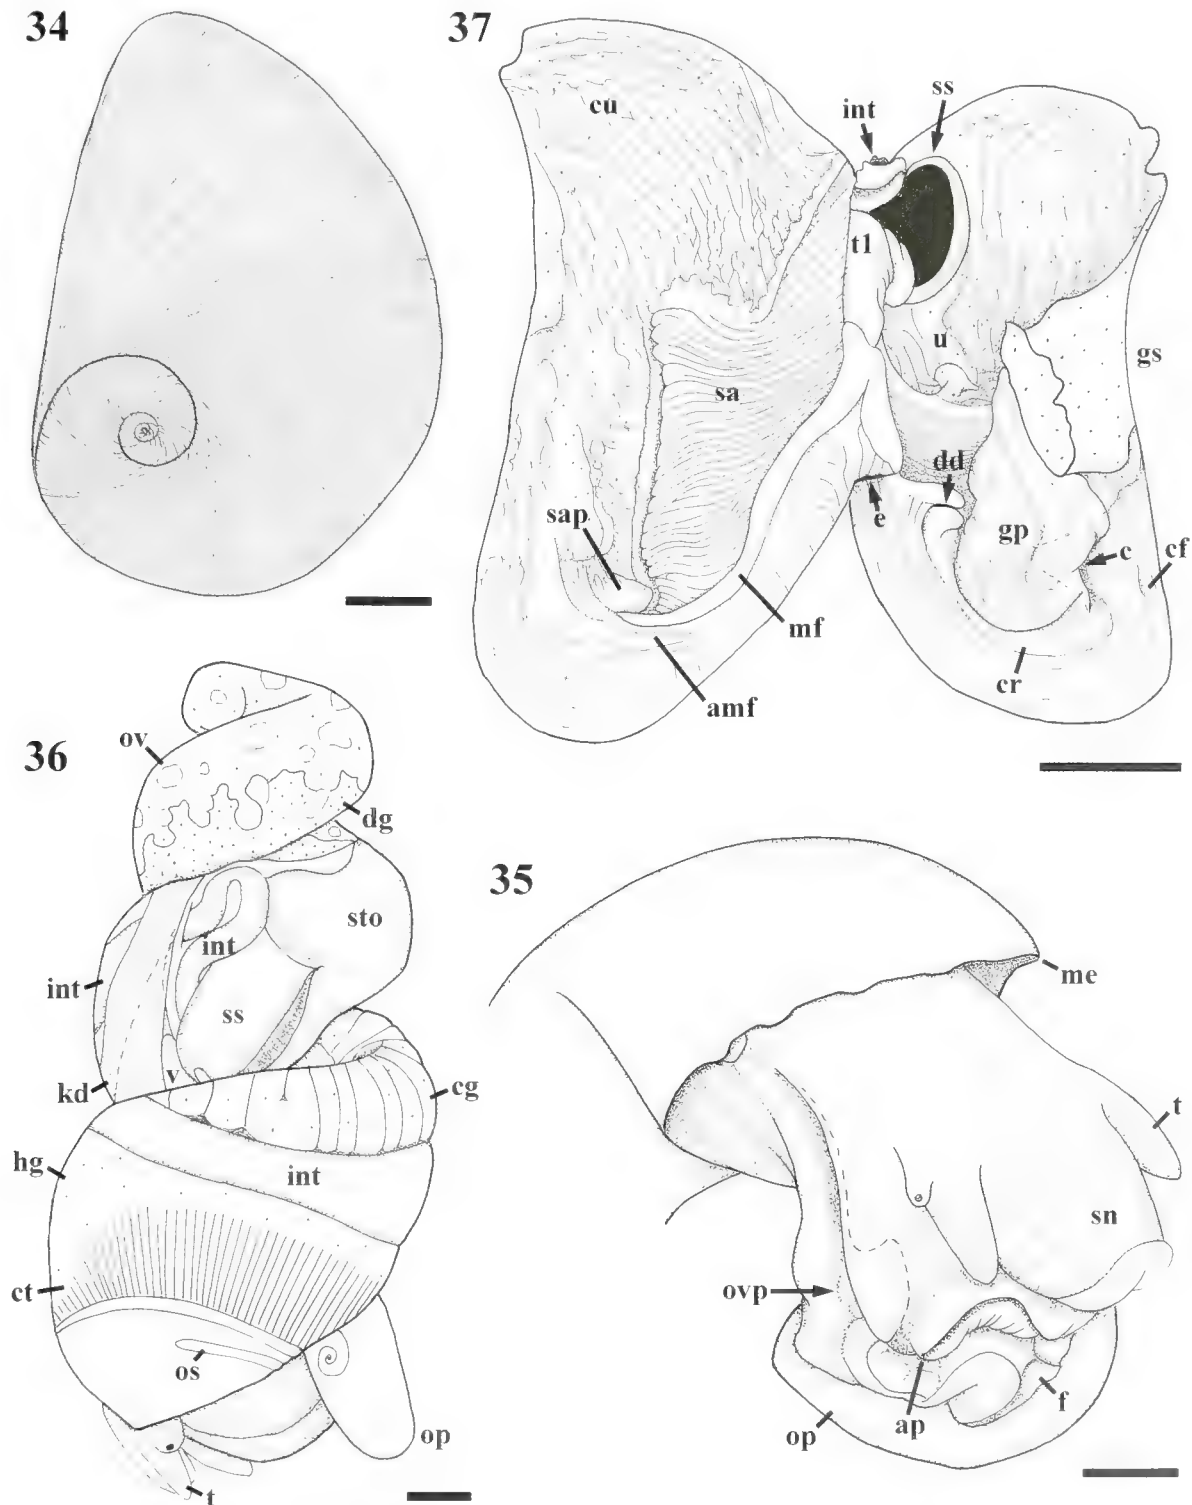 34
37
cu
int
ss
t1
u
gs
sa
sap
e
dd
gp
c
cf
mf
cr
amf
36
ov
dg
sto
int
int
ss
v
kd
cg
hg
int
ct
os
op
t
35
me
t
sn
ovp
op
ap
f